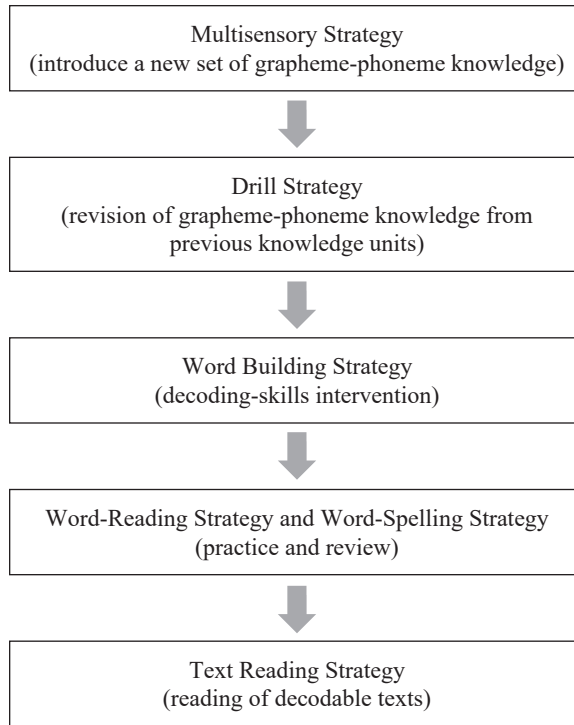 Multisensory Strategy
(introduce a new set of grapheme-phoneme knowledge)
Drill Strategy
(revision of grapheme-phoneme knowledge from
previous knowledge units)
Word Building Strategy
(decoding-skills intervention)
Word-Reading Strategy and Word-Spelling Strategy
(practice and review)
Text Reading Strategy
(reading of decodable texts)